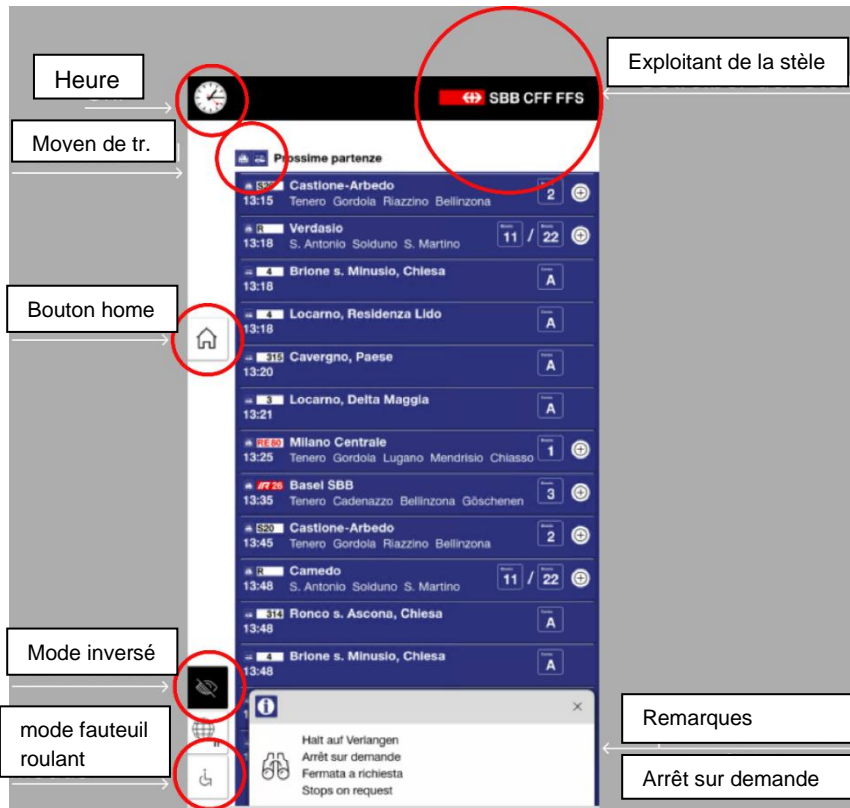 Exploitant de la stèle
Heure
SBB CFF FFS
Moven de tr.
Prossime partenze
Castione-Arbedo
2
13:15 Tenero Gordola Riazzino Bellinzona
R Verdasio
11 / 22
13:18 S. Antonio Solduno S. Martino
4 Brione s. Minusio, Chiesa
A
13:18
Bouton home
4 Locarno, Residenza Lido
A
13:18
315 Cavergno, Paese
A
13:20
3 Locarno, Delta Maggia
A
13:21
RE80 Milano Centrale
1
13:25 Tenero Gordola Lugano Mendrisio Chiasso
IR 26 Basel SBB
3
13:35 Tenero Cadenazzo Bellinzona Göschenen
S20 Castione-Arbedo
2
13:45 Tenero Gordola Riazzino Bellinzona
R Camedo
11 / 22
13:48 S. Antonio Solduno S. Martino
314 Ronco s. Ascona, Chiesa
A
13:48
Mode inversé
4 Brione s. Minusio, Chiesa
A
13:48
mode fauteuil
roulant
Remarques
Halt auf Verlangen
Arrêt sur demande
Fermata a richiesta
Stops on request
Arrêt sur demande